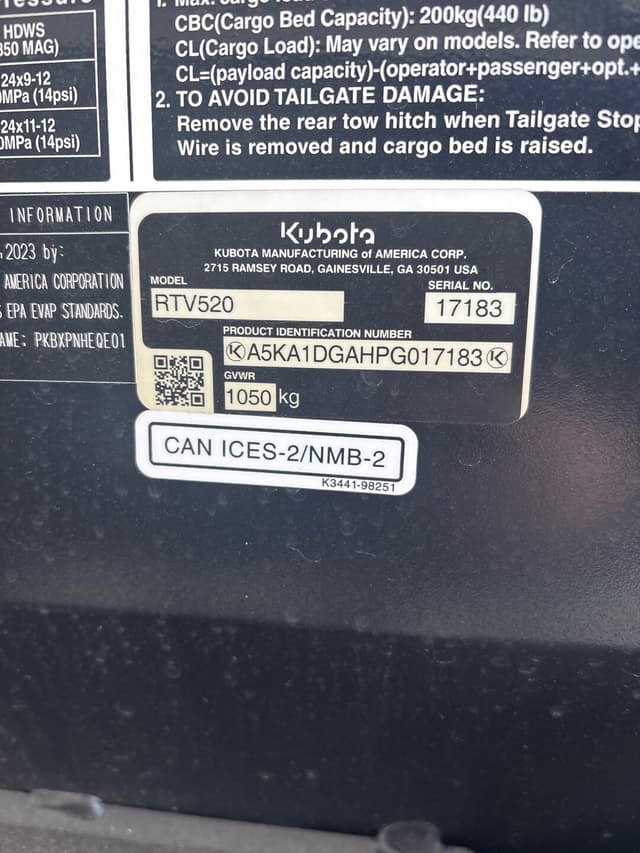 HDWS
350 MAG)
24x9-12
MPa (14psi)
24x11-12
MPa (14psi)
CBC(Cargo Bed Capacity): 200kg(440 lb)
CL(Cargo Load): May vary on models. Refer to ope
CL=(payload capacity)-(operator+passenger+opt.+
2. TO AVOID TAILGATE DAMAGE:
Remove the rear tow hitch when Tailgate Stop
Wire is removed and cargo bed is raised.
INFORMATION
2023 by:
AMERICA CORPORATION
EPA EVAP STANDARDS.
AME: PKBXPNHEQE01
Kubota
KUBOTA MANUFACTURING of AMERICA CORP.
2715 RAMSEY ROAD, GAINESVILLE, GA 30501 USA
MODEL
SERIAL NO.
RTV520
17183
PRODUCT IDENTIFICATION NUMBER
A5KA1DGAHPG017183
GVWR
1050 kg
CAN ICES-2/NMB-2
K3441-98251